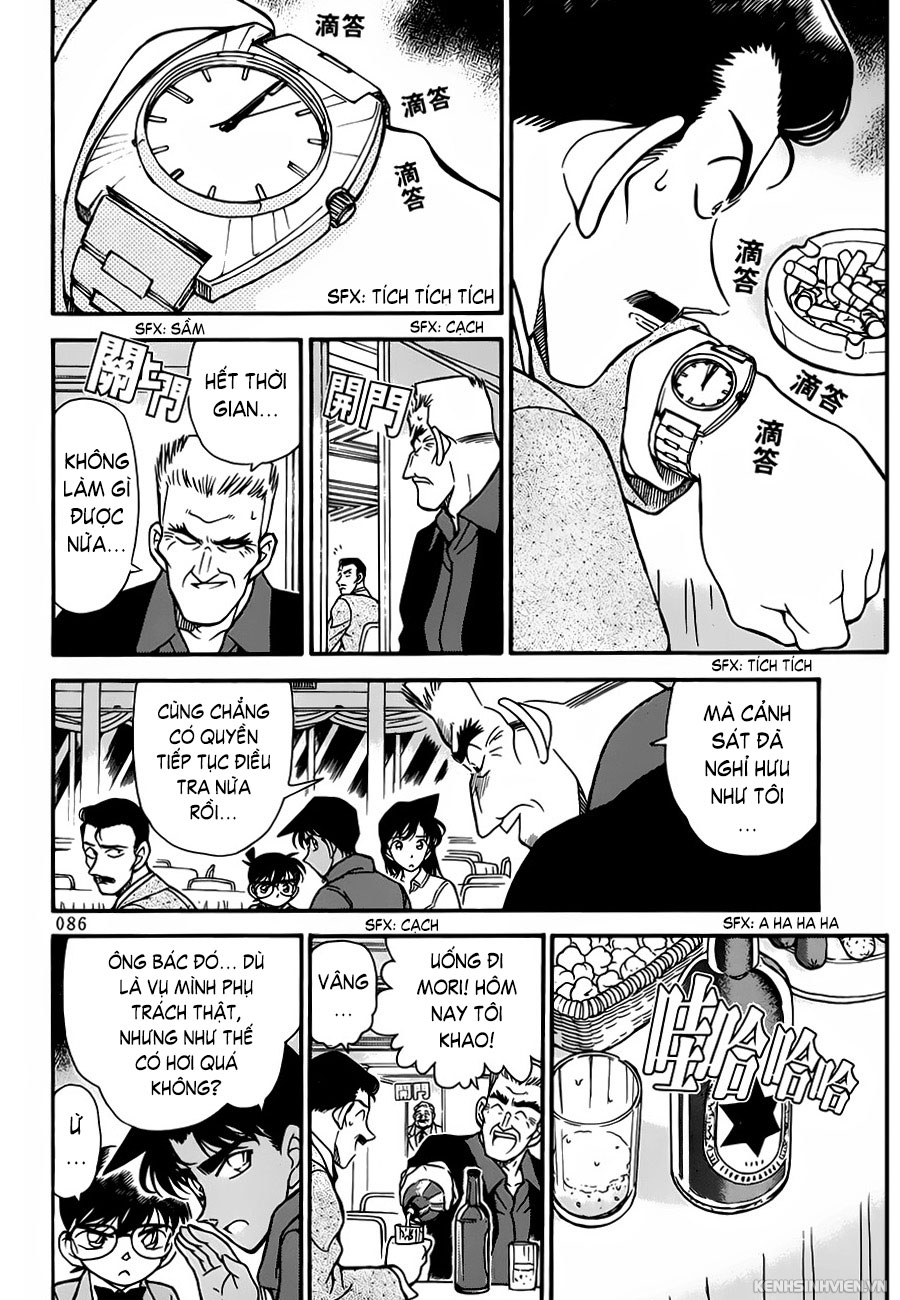 滴答
滴答
滴答
SFX: TÍCH TÍCH
滴答
滴答
滴答
SFX: TÍCH TÍCH TÍCH
SFX: CẠCH
開門
SFX: SẦM
關門
HẾT THỜI
GIAN...
KHÔNG
LÀM GÌ
ĐƯỢC
NỮA...
MÀ CẢNH
SÁT ĐÀ
NGHỈ HƯU
NHƯ TÔI
...
CÙNG CHẲNG
CÓ QUYỀN
TIẾP TỤC ĐIỀU
TRA NỮA
RỒI...
086
SFX: A HA HA HA
哇哈哈哈
SFX: CẠCH
UỐNG ĐI
MORI! HÔM
NAY TÔI
KHAO!
VÂNG
...
開門
ÔNG BÁC ĐÓ... DÙ
LÀ VỤ MÌNH PHỤ
TRÁCH THẬT,
NHƯNG NHƯ THẾ
CÓ HƠI QUÁ
KHÔNG?
Ừ
...
KENHSINHVIEN.VN